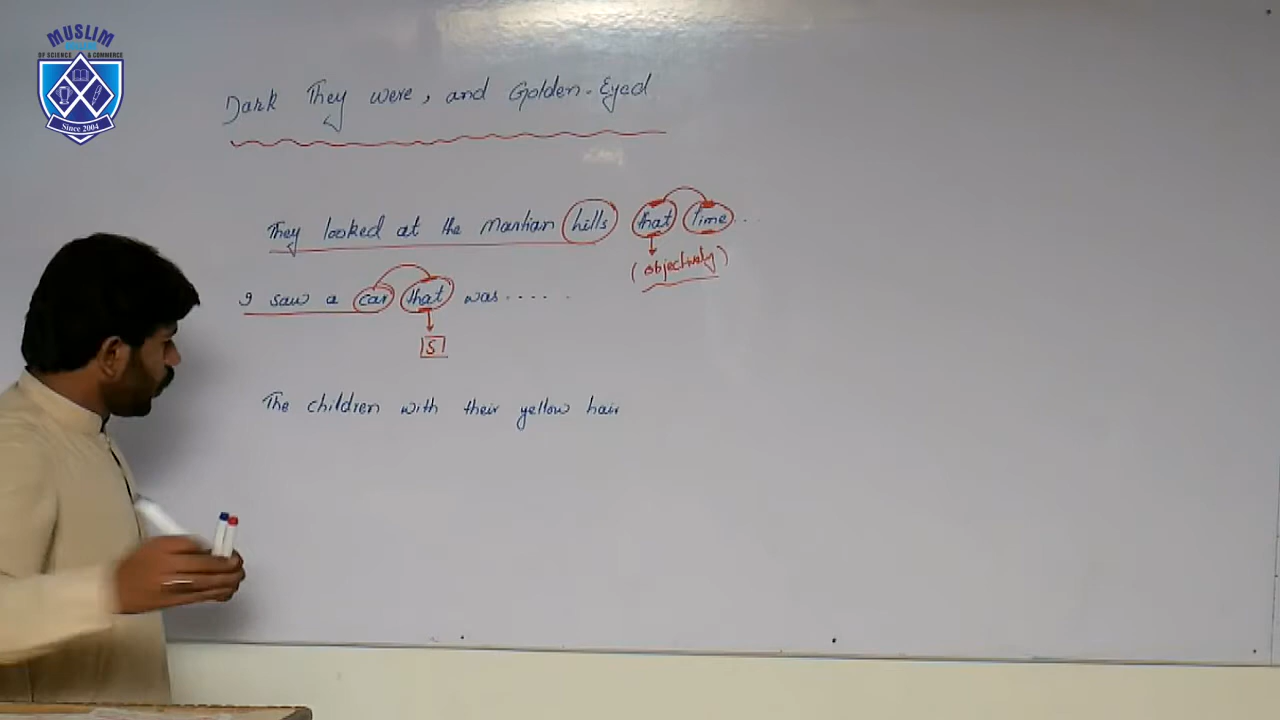 MUSLIM
OF SCIENCE & COMMERCE
Since 2004
Dark They were, and Golden-Eyed
They looked at the Martian hills that time...
(objectively)
I saw a car that was......
S
The children with their yellow hair